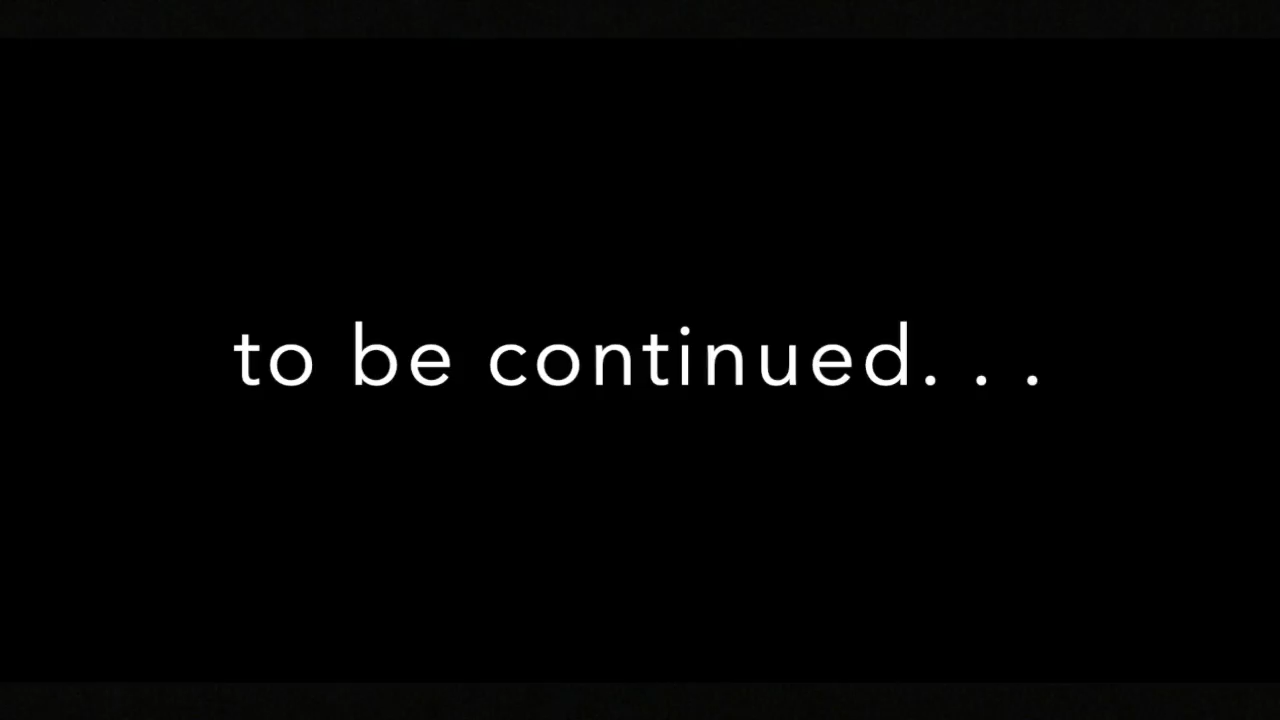 to be continued. . .